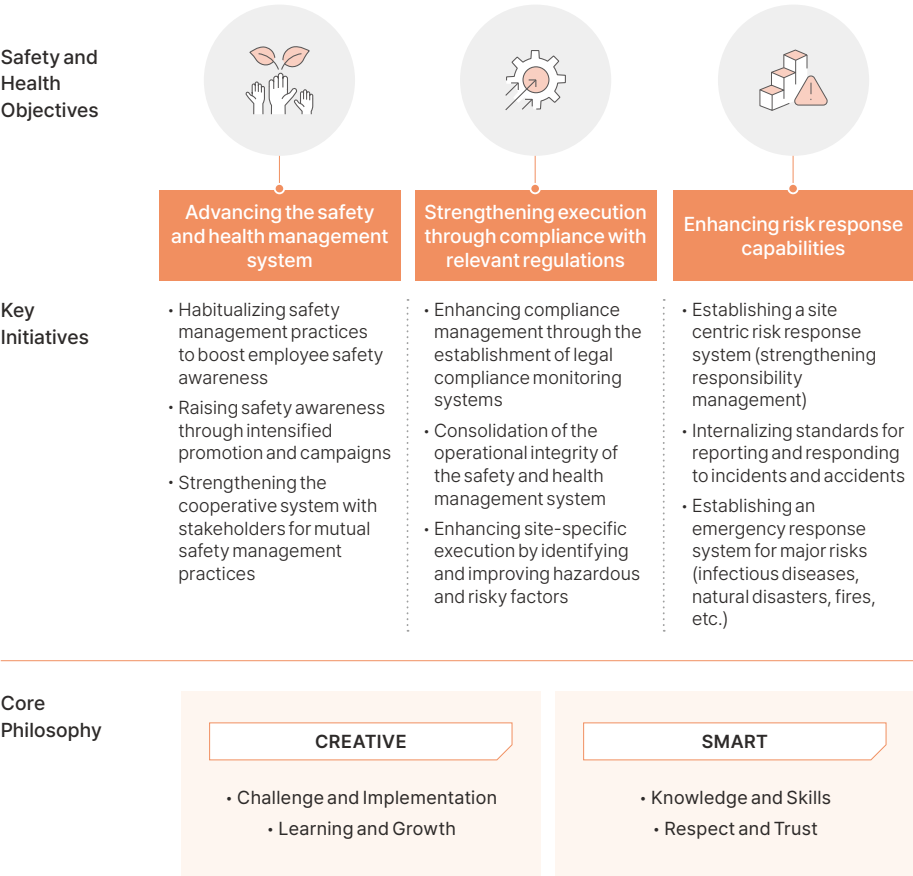 Safety and
Health
Objectives
Advancing the safety
and health management
system
Strengthening execution
through compliance with
relevant regulations
Enhancing risk response
capabilities
Key
Initiatives
• Habitualizing safety
management practices
to boost employee safety
awareness
• Raising safety awareness
through intensified
promotion and campaigns
• Strengthening the
cooperative system with
stakeholders for mutual
safety management
practices
• Enhancing compliance
management through the
establishment of legal
compliance monitoring
systems
• Consolidation of the
operational integrity of
the safety and health
management system
• Enhancing site-specific
execution by identifying
and improving hazardous
and risky factors
• Establishing a site
centric risk response
system (strengthening
responsibility
management)
• Internalizing standards for
reporting and responding
to incidents and accidents
• Establishing an
emergency response
system for major risks
(infectious diseases,
natural disasters, fires,
etc.)
Core
Philosophy
CREATIVE
• Challenge and Implementation
• Learning and Growth
SMART
• Knowledge and Skills
• Respect and Trust